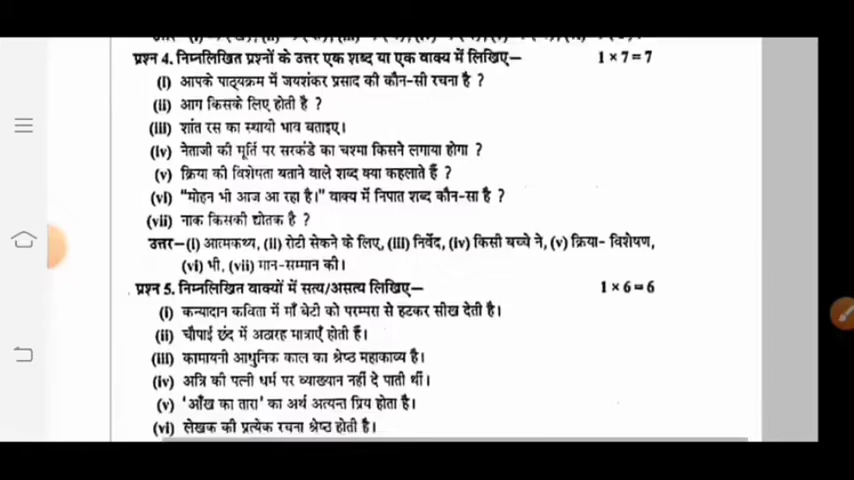 प्रश्न 4. निम्नलिखित प्रश्नों के उत्तर एक शब्द या एक वाक्य में लिखिए– 1 × 7 = 7
(i) आपके पाठ्यक्रम में जयशंकर प्रसाद की कौन-सी रचना है ?
(ii) आग किसके लिए होती है ?
(iii) शांत रस का स्थायी भाव बताइए।
(iv) नेताजी की मूर्ति पर सरकंडे का चश्मा किसने लगाया होगा ?
(v) क्रिया की विशेषता बताने वाले शब्द क्या कहलाते हैं ?
(vi) "मोहन भी आज आ रहा है।" वाक्य में निपात शब्द कौन-सा है ?
(vii) नाक किसकी द्योतक है ?
उत्तर–(i) आत्मकथ्य, (ii) रोटी सेकने के लिए, (iii) निर्वेद, (iv) किसी बच्चे ने, (v) क्रिया- विशेषण,
(vi) भी, (vii) मान-सम्मान की।
प्रश्न 5. निम्नलिखित वाक्यों में सत्य/असत्य लिखिए– 1 × 6 = 6
(i) कन्यादान कविता में माँ बेटी को परम्परा से हटकर सीख देती है।
(ii) चौपाई छंद में अठारह मात्राएँ होती हैं।
(iii) कामायनी आधुनिक काल का श्रेष्ठ महाकाव्य है।
(iv) अत्रि की पत्नी धर्म पर व्याख्यान नहीं दे पाती थीं।
(v) 'आँख का तारा' का अर्थ अत्यन्त प्रिय होता है।
(vi) लेखक की प्रत्येक रचना श्रेष्ठ होती है।